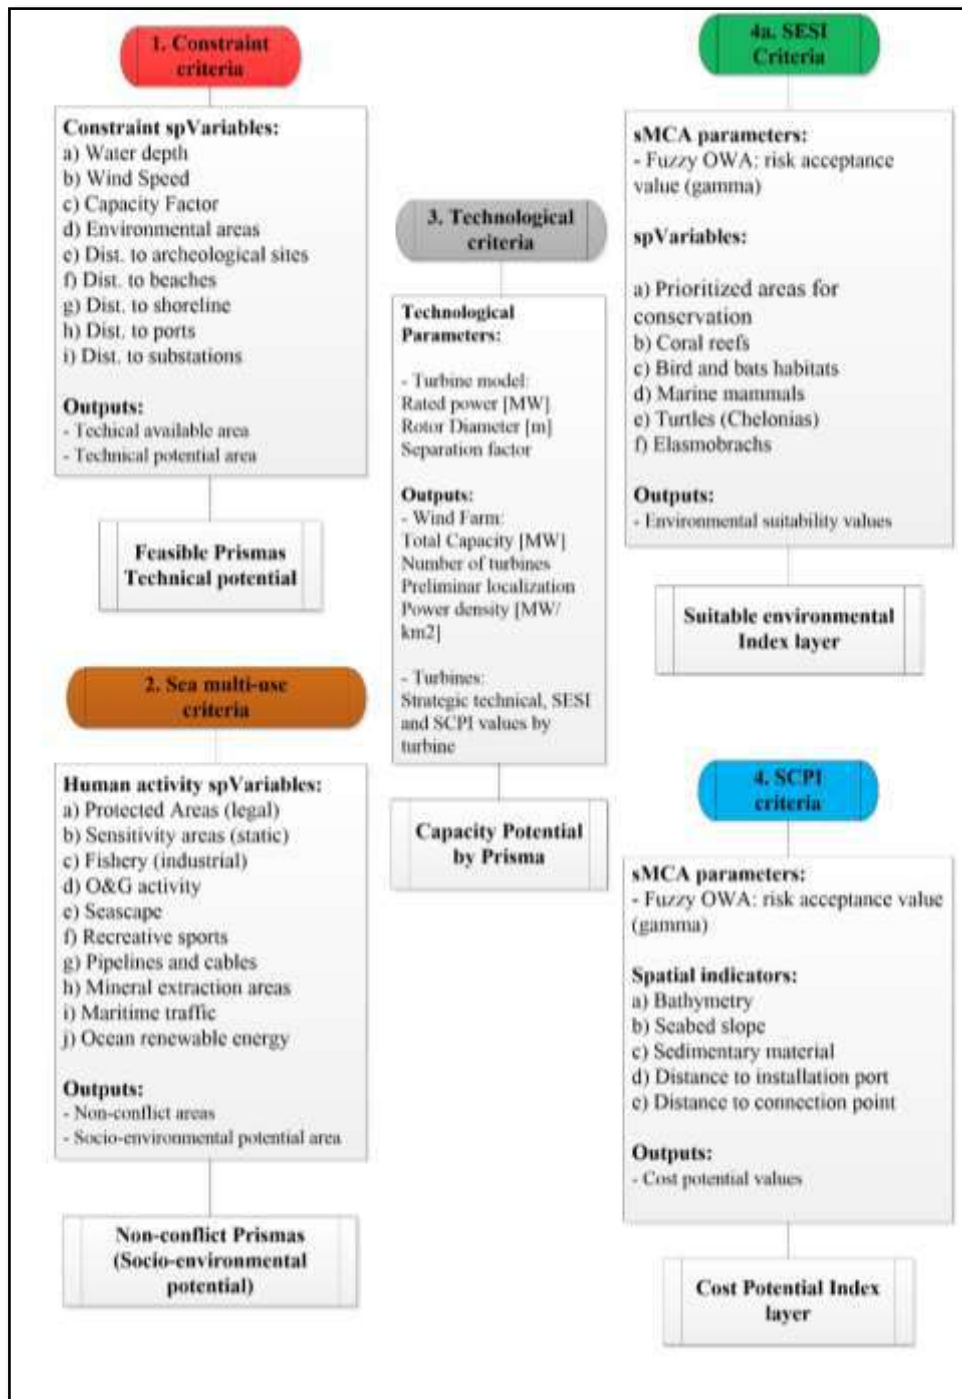 1. Constraint
criteria
Constraint spVariables:
a) Water depth
b) Wind Speed
c) Capacity Factor
d) Environmental areas
e) Dist. to archeological sites
f) Dist. to beaches
g) Dist. to shoreline
h) Dist. to ports
i) Dist. to substations
Outputs:
- Techical available area
- Technical potential area
Feasible Prismas
Technical potential
2. Sea multi-use
criteria
Human activity spVariables:
a) Protected Areas (legal)
b) Sensitivity areas (static)
c) Fishery (industrial)
d) O&G activity
e) Seascape
f) Recreative sports
g) Pipelines and cables
h) Mineral extraction areas
i) Maritime traffic
j) Ocean renewable energy
Outputs:
- Non-conflict areas
- Socio-environmental potential area
Non-conflict Prismas
(Socio-environmental
potential)
3. Technological
criteria
Technological
Parameters:
- Turbine model:
Rated power [MW]
Rotor Diameter [m]
Separation factor
Outputs:
- Wind Farm:
Total Capacity [MW]
Number of turbines
Preliminar localization
Power density [MW/
km2]
- Turbines:
Strategic technical, SESI
and SCPI values by
turbine
Capacity Potential
by Prisma
4a. SESI
Criteria
sMCA parameters:
- Fuzzy OWA: risk acceptance
value (gamma)
spVariables:
a) Prioritized areas for
conservation
b) Coral reefs
c) Bird and bats habitats
d) Marine mammals
e) Turtles (Chelonias)
f) Elasmobrachs
Outputs:
- Environmental suitability values
Suitable environmental
Index layer
4. SCPI
criteria
sMCA parameters:
- Fuzzy OWA: risk acceptance value
(gamma)
Spatial indicators:
a) Bathymetry
b) Seabed slope
c) Sedimentary material
d) Distance to installation port
e) Distance to connection point
Outputs:
- Cost potential values
Cost Potential Index
layer